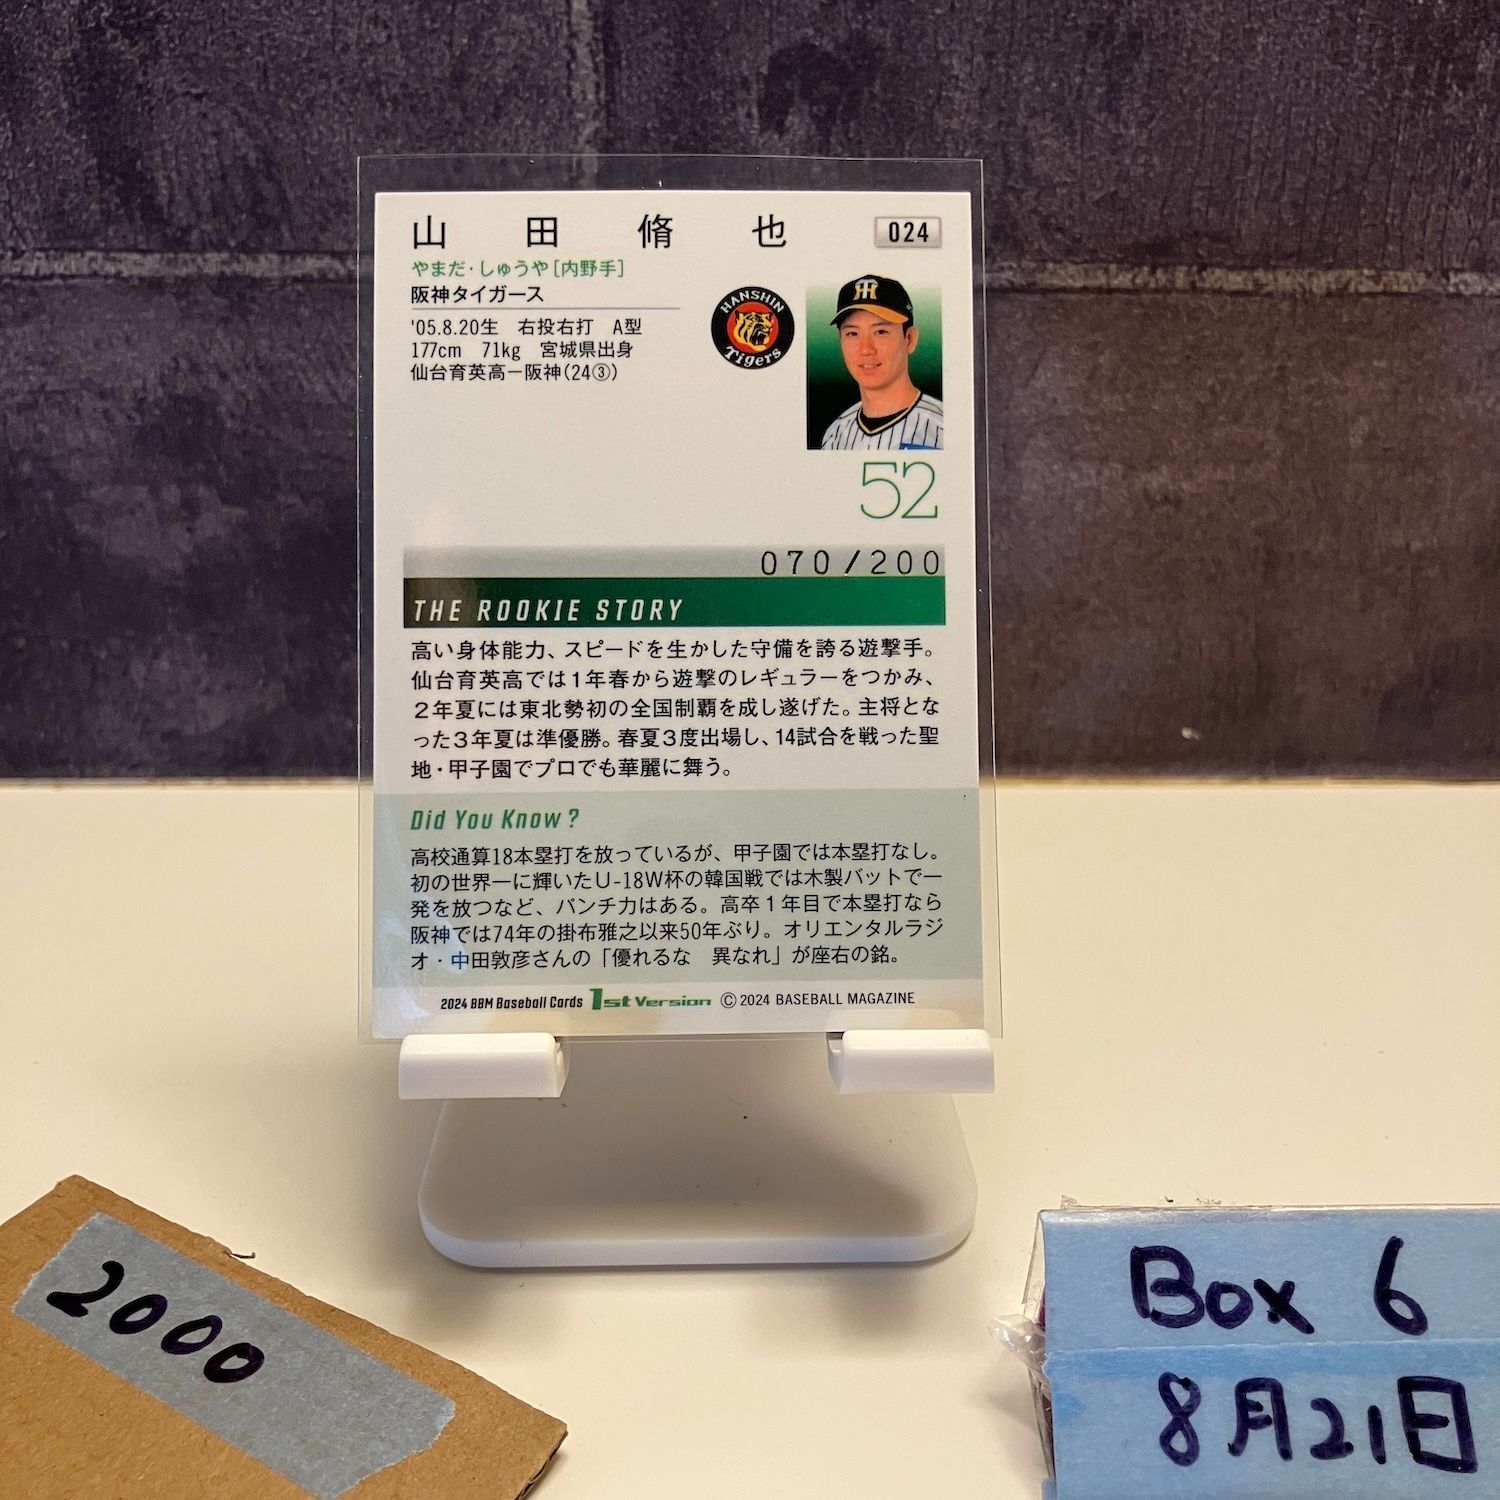 山田脩也
024
やまだ・しゅうや[内野手]
阪神タイガース
'05.8.20生 右投右打 A型
177cm 71kg 宮城県出身
仙台育英高－阪神(24③)
HANSHIN
Tigers
52
070/200
THE ROOKIE STORY
高い身体能力、スピードを生かした守備を誇る遊撃手。
仙台育英高では1年春から遊撃のレギュラーをつかみ、
2年夏には東北勢初の全国制覇を成し遂げた。主将とな
った3年夏は準優勝。春夏3度出場し、14試合を戦った聖
地・甲子園でプロでも華麗に舞う。
Did You Know?
高校通算18本塁打を放っているが、甲子園では本塁打なし。
初の世界一に輝いたU-18W杯の韓国戦では木製バットで一
発を放つなど、パンチ力はある。高卒1年目で本塁打なら
阪神では74年の掛布雅之以来50年ぶり。オリエンタルラジ
オ・中田敦彦さんの「優れるな 異なれ」が座右の銘。
2024 BBM Baseball Cards 1st Version © 2024 BASEBALL MAGAZINE
2000
Box 6
8月21日